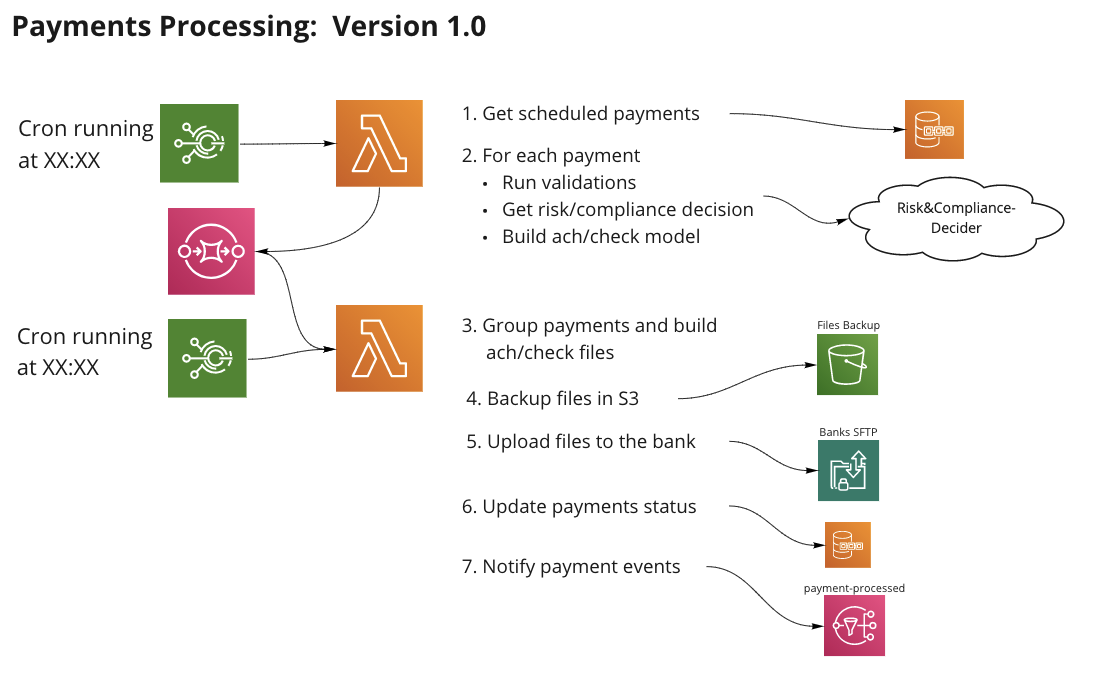 Payments Processing:  Version 1.0
Cron running
at XX:XX
1. Get scheduled payments
2. For each payment
• Run validations
• Get risk/compliance decision
• Build ach/check model
Risk&Compliance-
Decider
Cron running
at XX:XX
3. Group payments and build
ach/check files
Files Backup
4. Backup files in S3
Banks SFTP
5. Upload files to the bank
6. Update payments status
7. Notify payment events
payment-processed